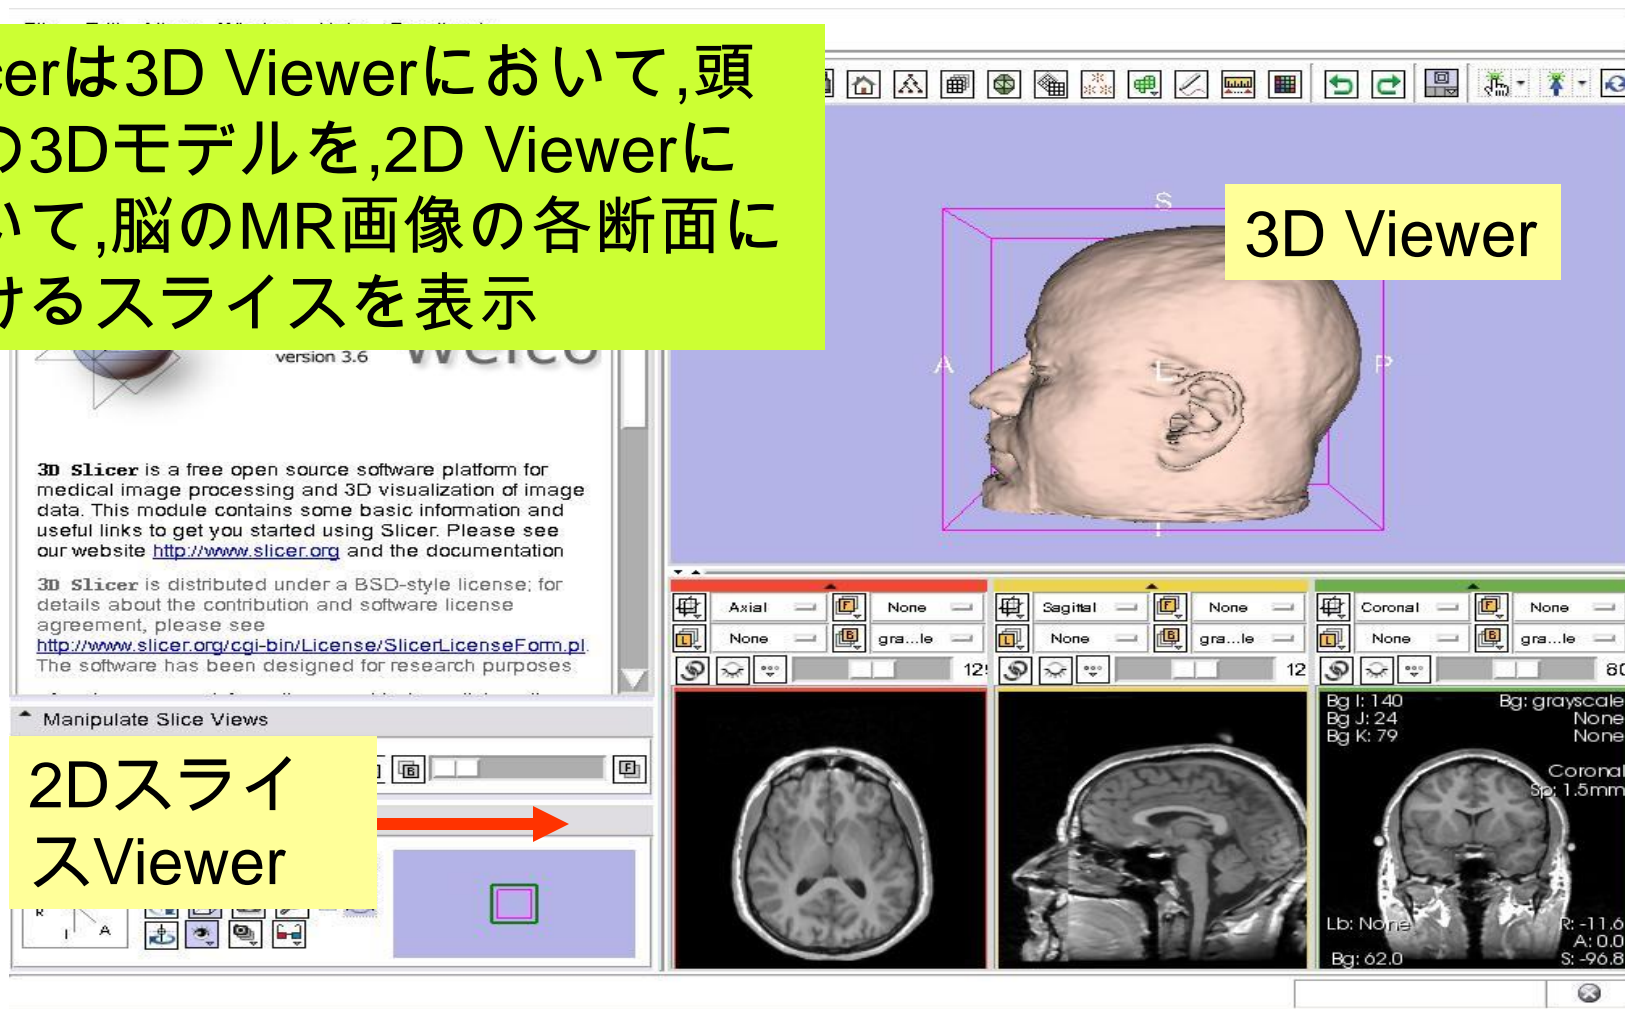 cerは3D Viewerにおいて,頭
の3Dモデルを,2D Viewerに
いて,脳のMR画像の各断面に
けるスライスを表示
3D Viewer
S
A
L
P
I
version 3.6
Welco
3D Slicer is a free open source software platform for
medical image processing and 3D visualization of image
data. This module contains some basic information and
useful links to get you started using Slicer. Please see
our website http://www.slicer.org and the documentation
3D Slicer is distributed under a BSD-style license; for
details about the contribution and software license
agreement, please see
http://www.slicer.org/cgi-bin/License/SlicerLicenseForm.pl.
The software has been designed for research purposes
Manipulate Slice Views
2Dスライ
スViewer
B
F
R
I
A
Axial
F
None
L
None
B
gra...le
Sagittal
F
None
L
None
B
gra...le
12
Coronal
F
None
L
None
B
gra...le
80
Bg I: 140
Bg J: 24
Bg K: 79
Bg: grayscale
None
None
Coronal
Sp: 1.5mm
Lb: None
Bg: 62.0
R: -11.6
A: 0.0
S: -96.8